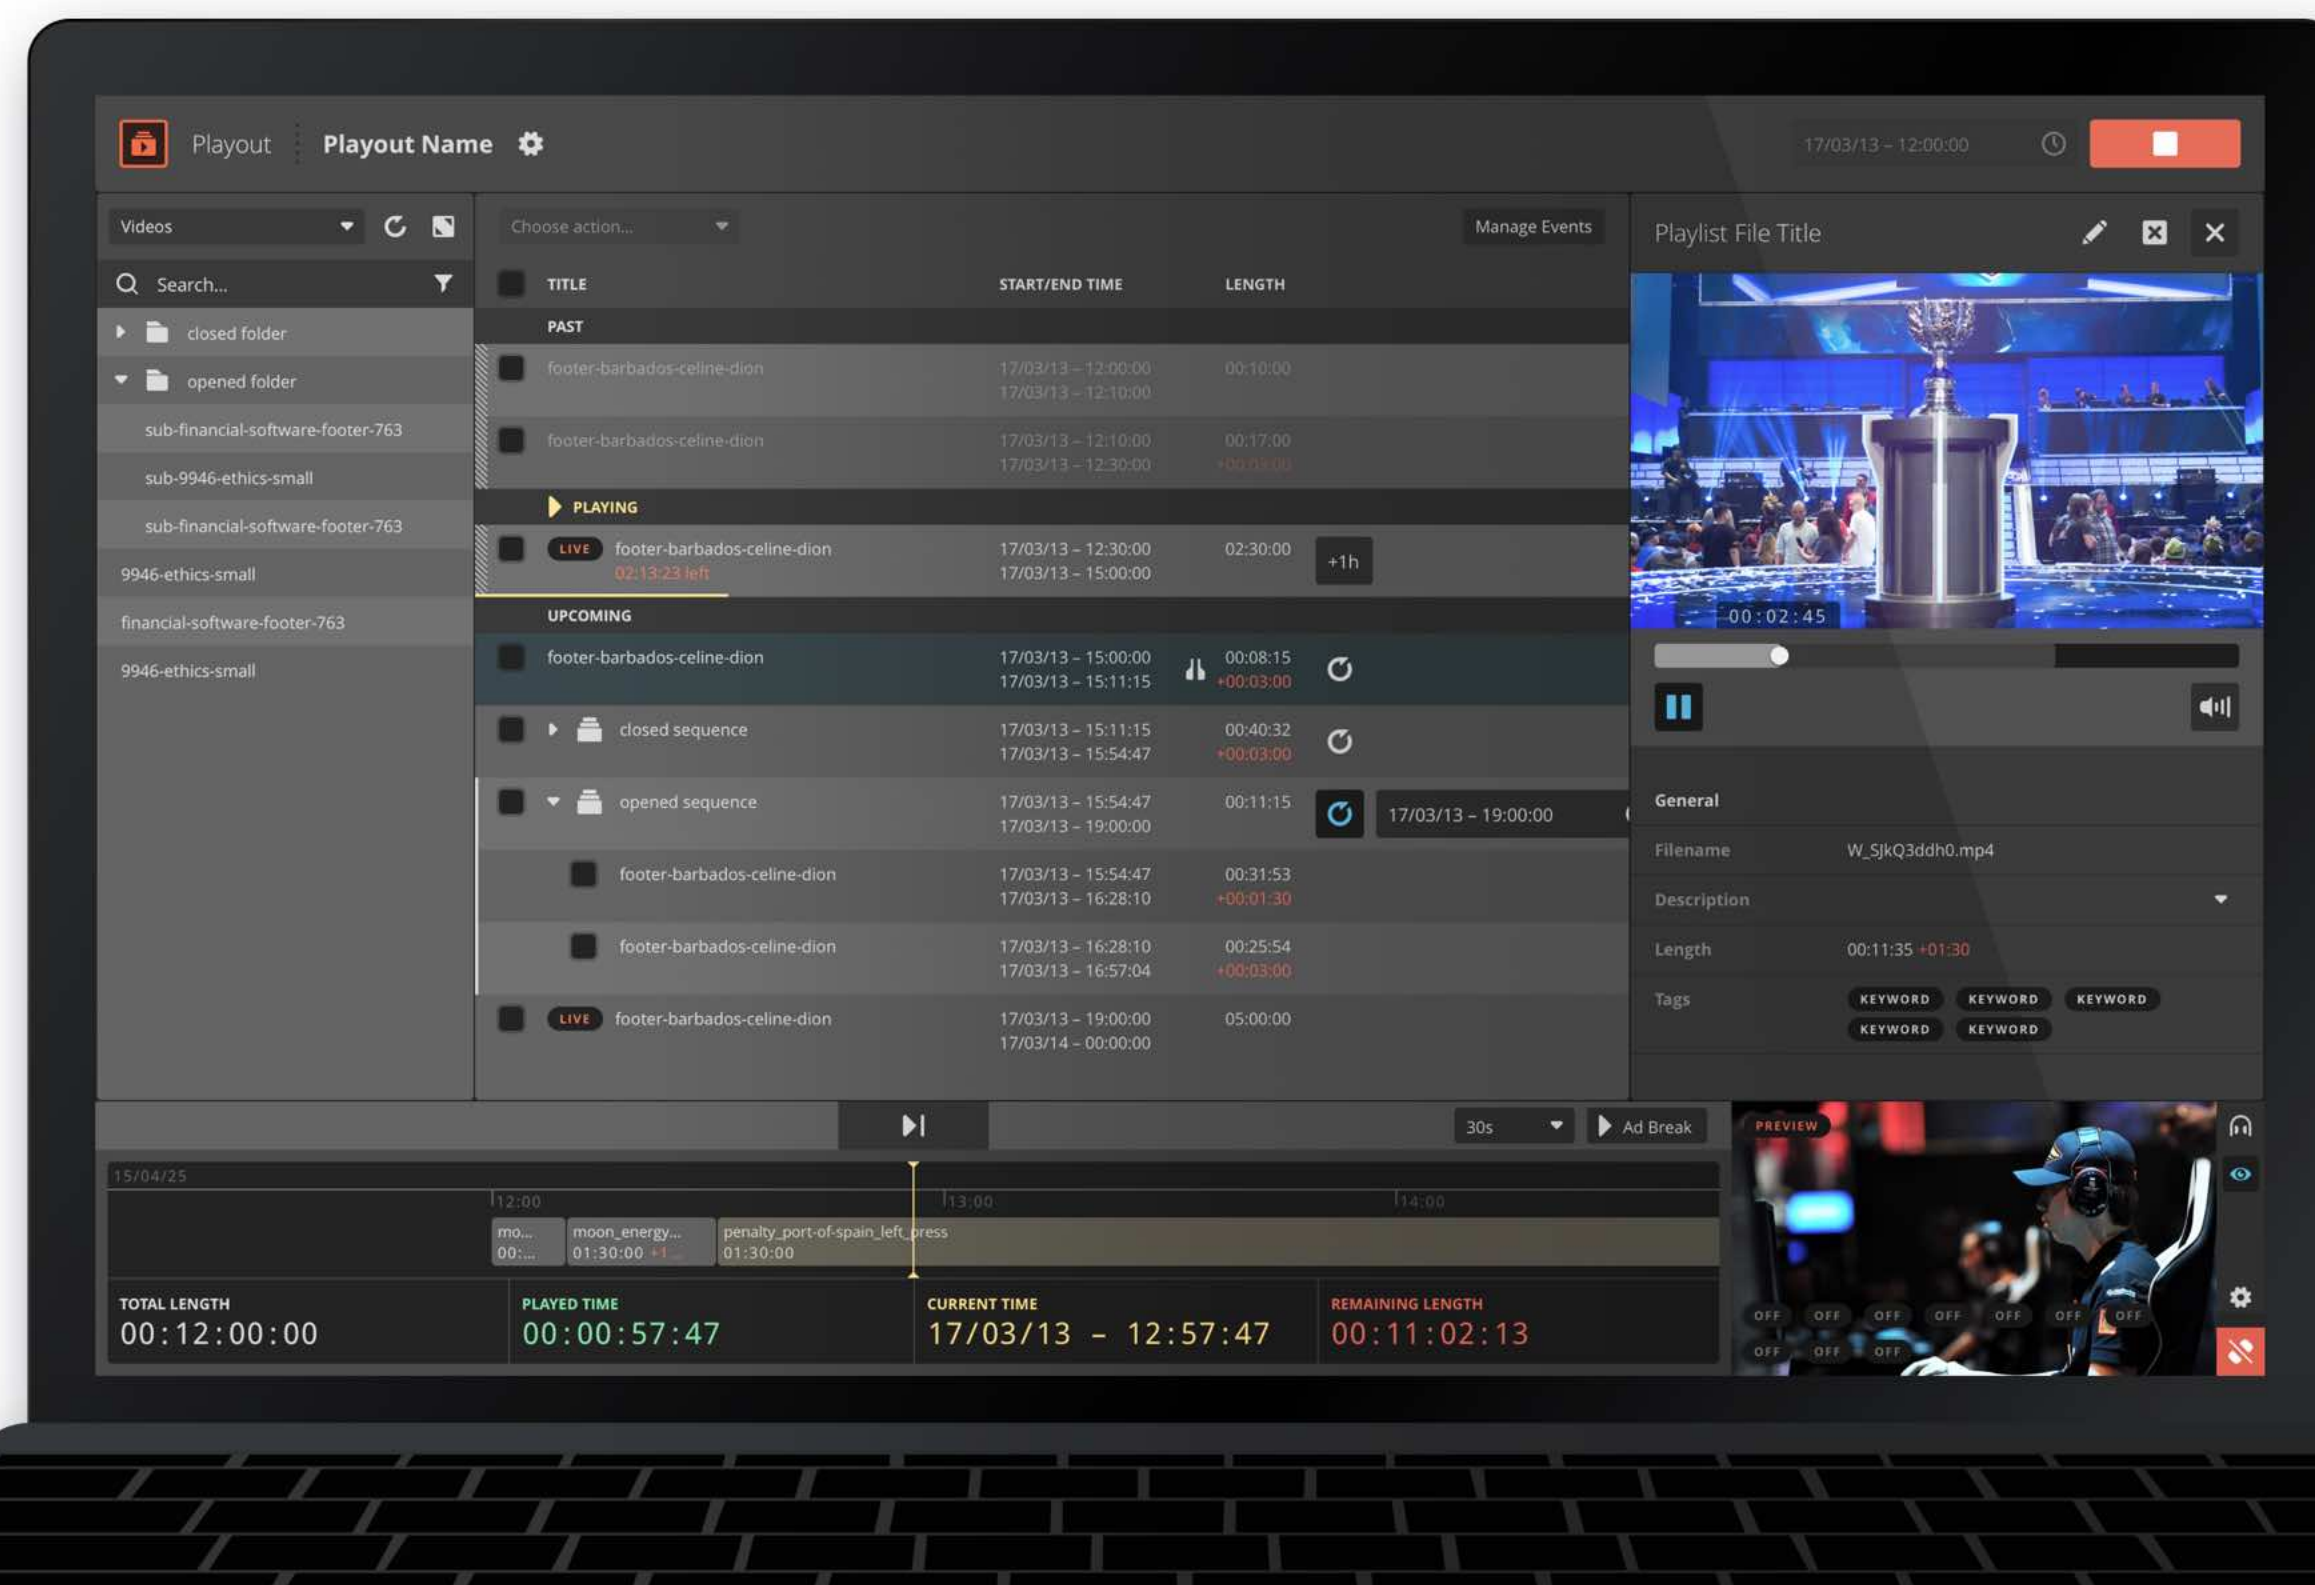 Playout
Playout Name
17/03/13 – 12:00:00
Videos
Search...
closed folder
opened folder
sub-financial-software-footer-763
sub-9946-ethics-small
sub-financial-software-footer-763
9946-ethics-small
financial-software-footer-763
9946-ethics-small
Choose action...
Manage Events
TITLE START/END TIME LENGTH
PAST
footer-barbados-celine-dion 17/03/13 – 12:00:00 00:10:00
17/03/13 – 12:10:00
footer-barbados-celine-dion 17/03/13 – 12:10:00 00:17:00
17/03/13 – 12:30:00 +00:03:00
PLAYING
LIVE footer-barbados-celine-dion 17/03/13 – 12:30:00 02:30:00 +1h
02:13:23 left 17/03/13 – 15:00:00
UPCOMING
footer-barbados-celine-dion 17/03/13 – 15:00:00 00:08:15
17/03/13 – 15:11:15 +00:03:00
closed sequence 17/03/13 – 15:11:15 00:40:32
17/03/13 – 15:54:47 +00:03:00
opened sequence 17/03/13 – 15:54:47 00:11:15 17/03/13 – 19:00:00
17/03/13 – 19:00:00
footer-barbados-celine-dion 17/03/13 – 15:54:47 00:31:53
17/03/13 – 16:28:10 +00:01:30
footer-barbados-celine-dion 17/03/13 – 16:28:10 00:25:54
17/03/13 – 16:57:04 +00:03:00
LIVE footer-barbados-celine-dion 17/03/13 – 19:00:00 05:00:00
17/03/14 – 00:00:00
Playlist File Title
00:02:45
General
Filename W_SJkQ3ddh0.mp4
Description
Length 00:11:35 +01:30
Tags KEYWORD KEYWORD KEYWORD
KEYWORD KEYWORD
30s Ad Break
15/04/25
12:00 13:00 14:00
mo... moon_energy... penalty_port-of-spain_left_press
00:... 01:30:00 +1... 01:30:00
TOTAL LENGTH PLAYED TIME CURRENT TIME REMAINING LENGTH
00:12:00:00 00:00:57:47 17/03/13 – 12:57:47 00:11:02:13
PREVIEW
OFF OFF OFF OFF OFF OFF OFF
OFF OFF OFF